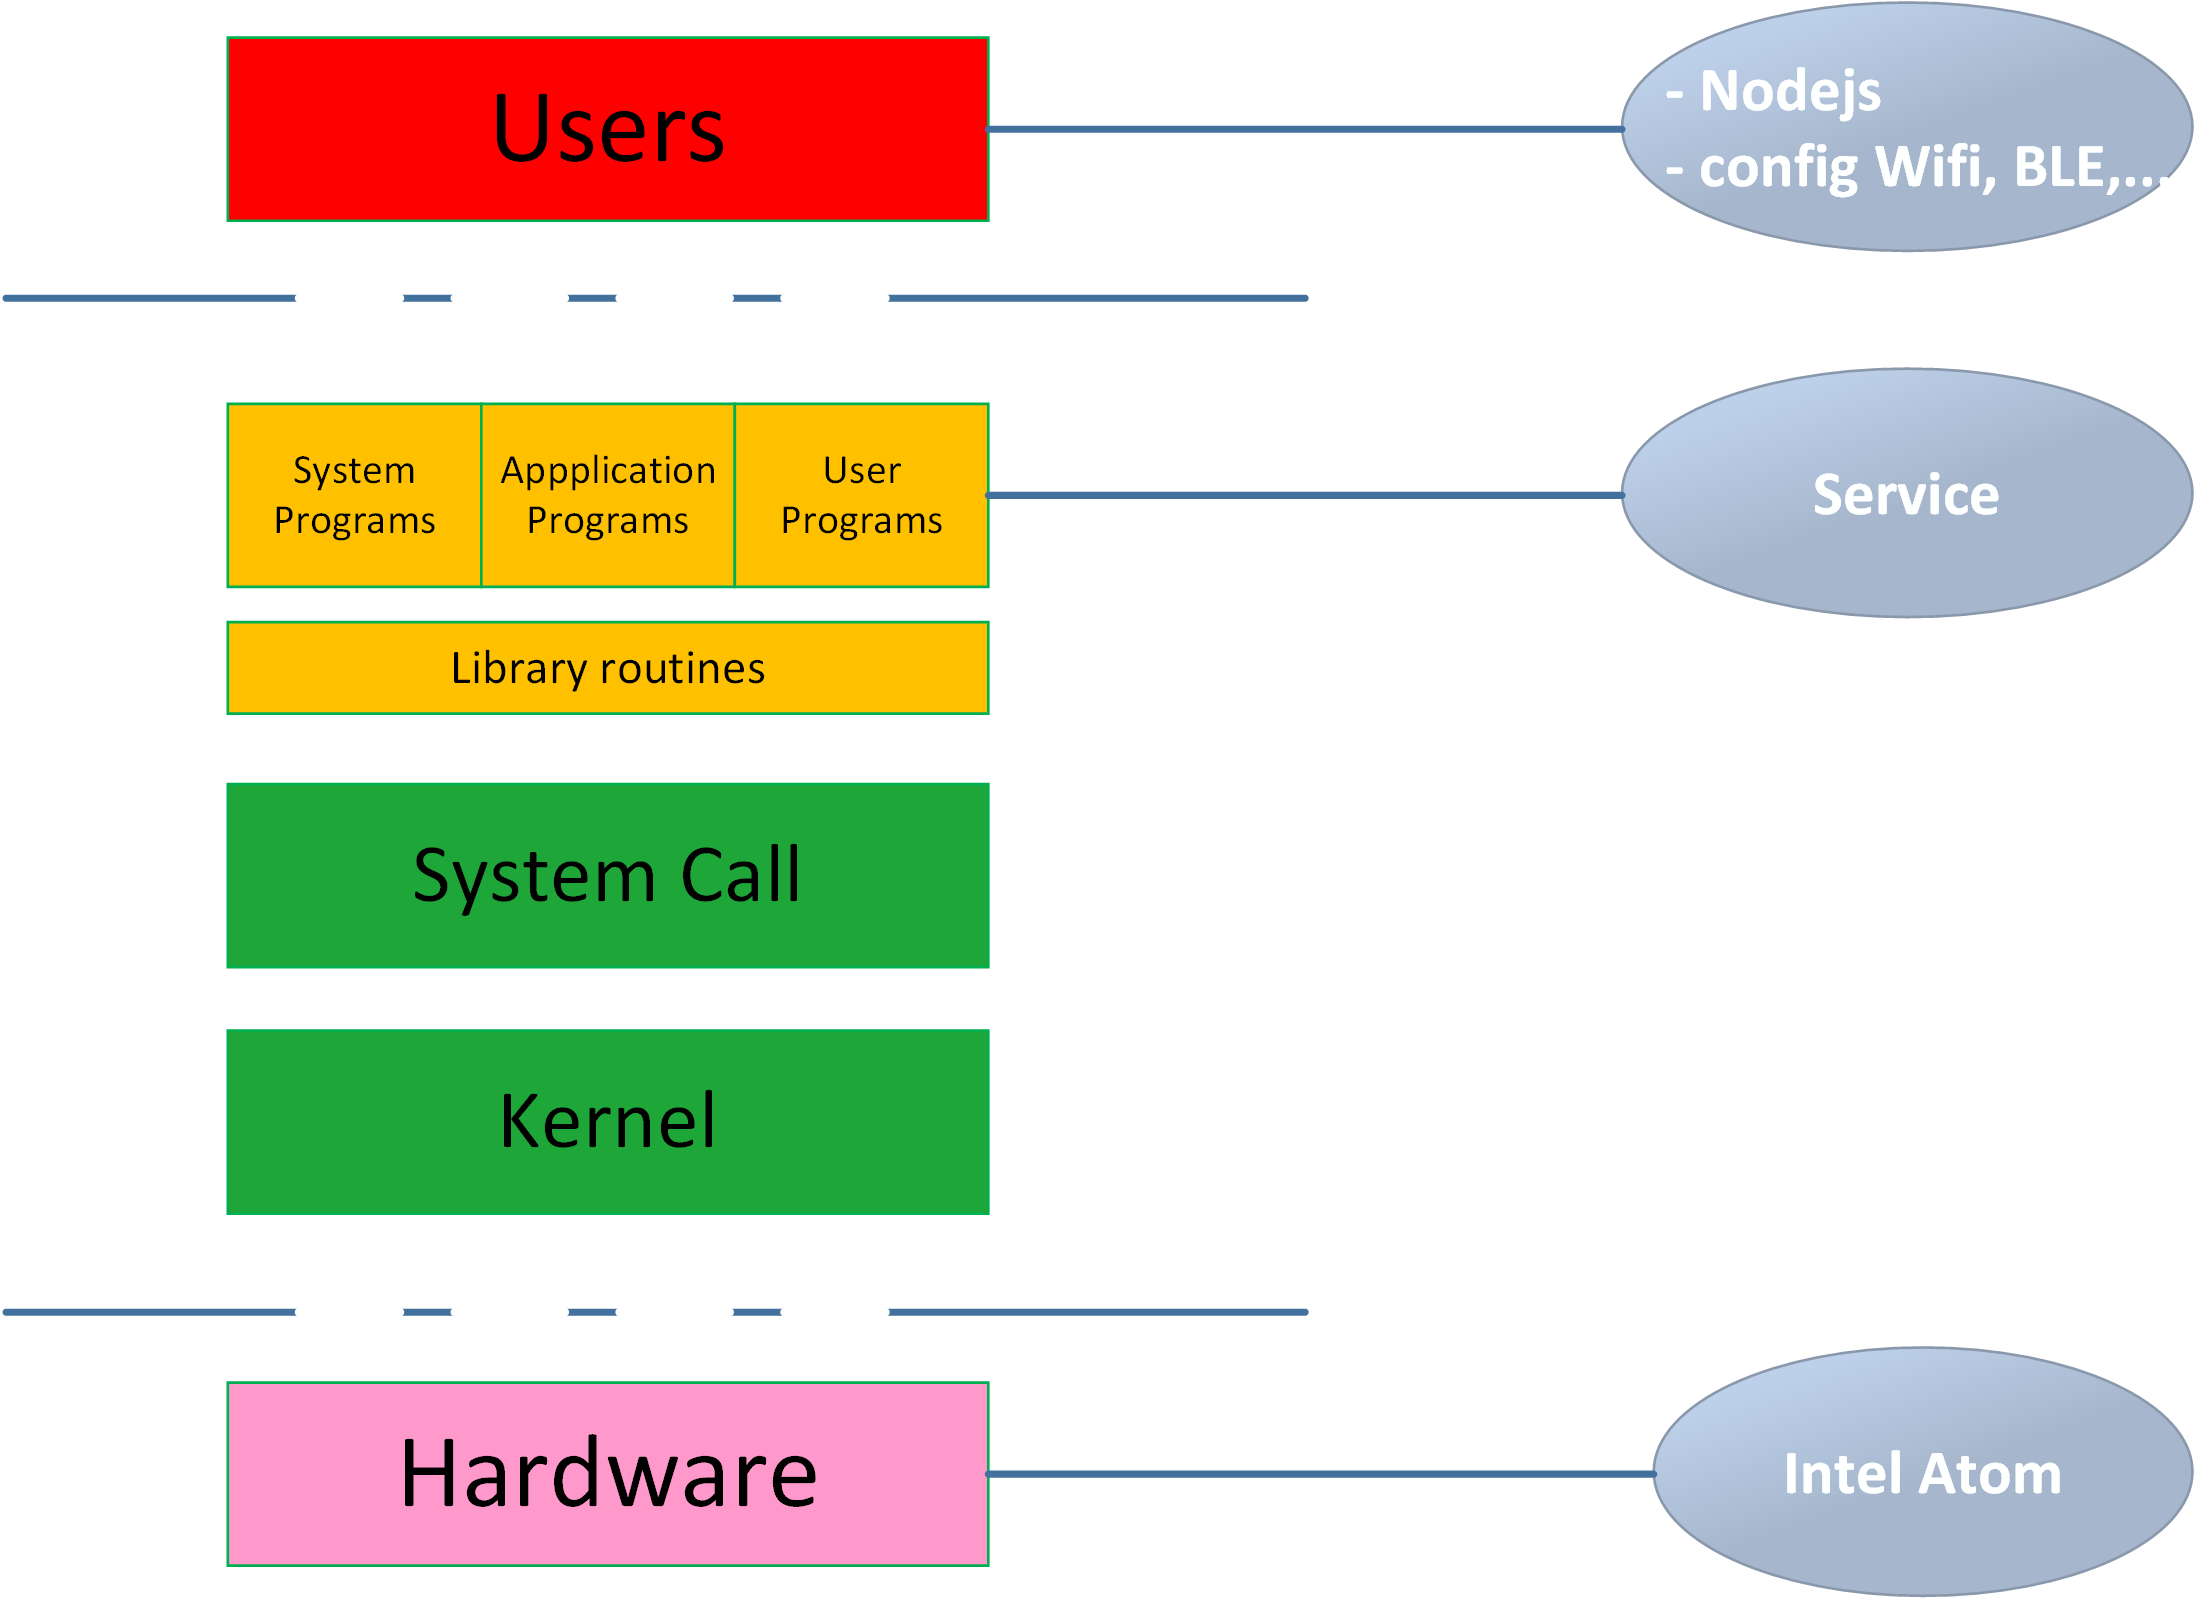 Users
- Nodejs
- config Wifi, BLE,...
System
Programs
Appplication
Programs
User
Programs
Service
Library routines
System Call
Kernel
Hardware
Intel Atom